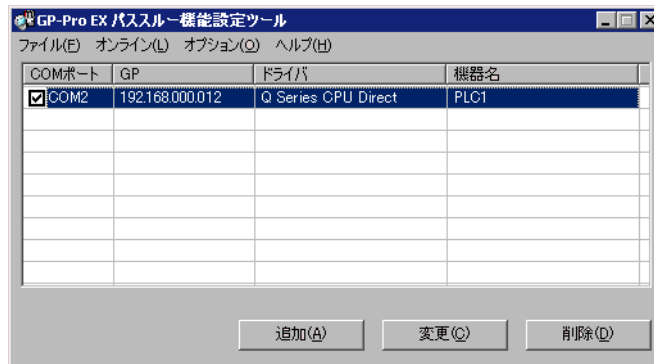 GP-Pro EX パススルー機能設定ツール
ファイル(F) オンライン(L) オプション(O) ヘルプ(H)
COMポート GP ドライバ 機器名
COM2 192.168.000.012 Q Series CPU Direct PLC1
追加(A) 変更(C) 削除(D)